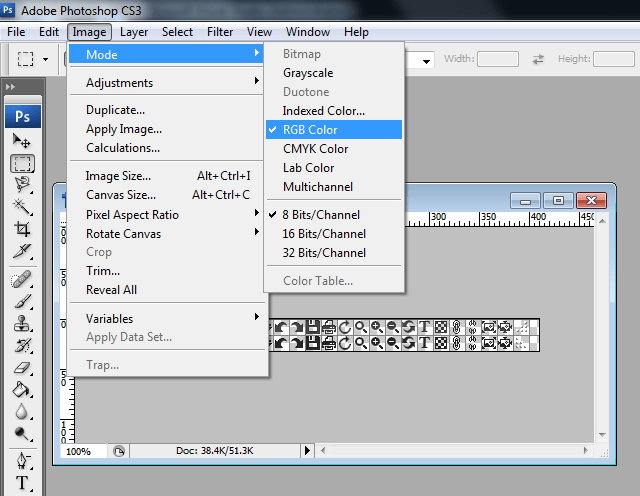 Ps Adobe Photoshop CS3
File Edit Image Layer Select Filter View Window Help
Mode
Adjustments
Duplicate...
Apply Image...
Calculations...
Image Size... Alt+Ctrl+I
Canvas Size... Alt+Ctrl+C
Pixel Aspect Ratio
Rotate Canvas
Crop
Trim...
Reveal All
Variables
Apply Data Set...
Trap...
Bitmap
Grayscale
Duotone
Indexed Color...
RGB Color
CMYK Color
Lab Color
Multichannel
8 Bits/Channel
16 Bits/Channel
32 Bits/Channel
Color Table...
Width: Height:
Ps
300 350 400 450
0
50
100
T
100% Doc: 38.4K/51.3K